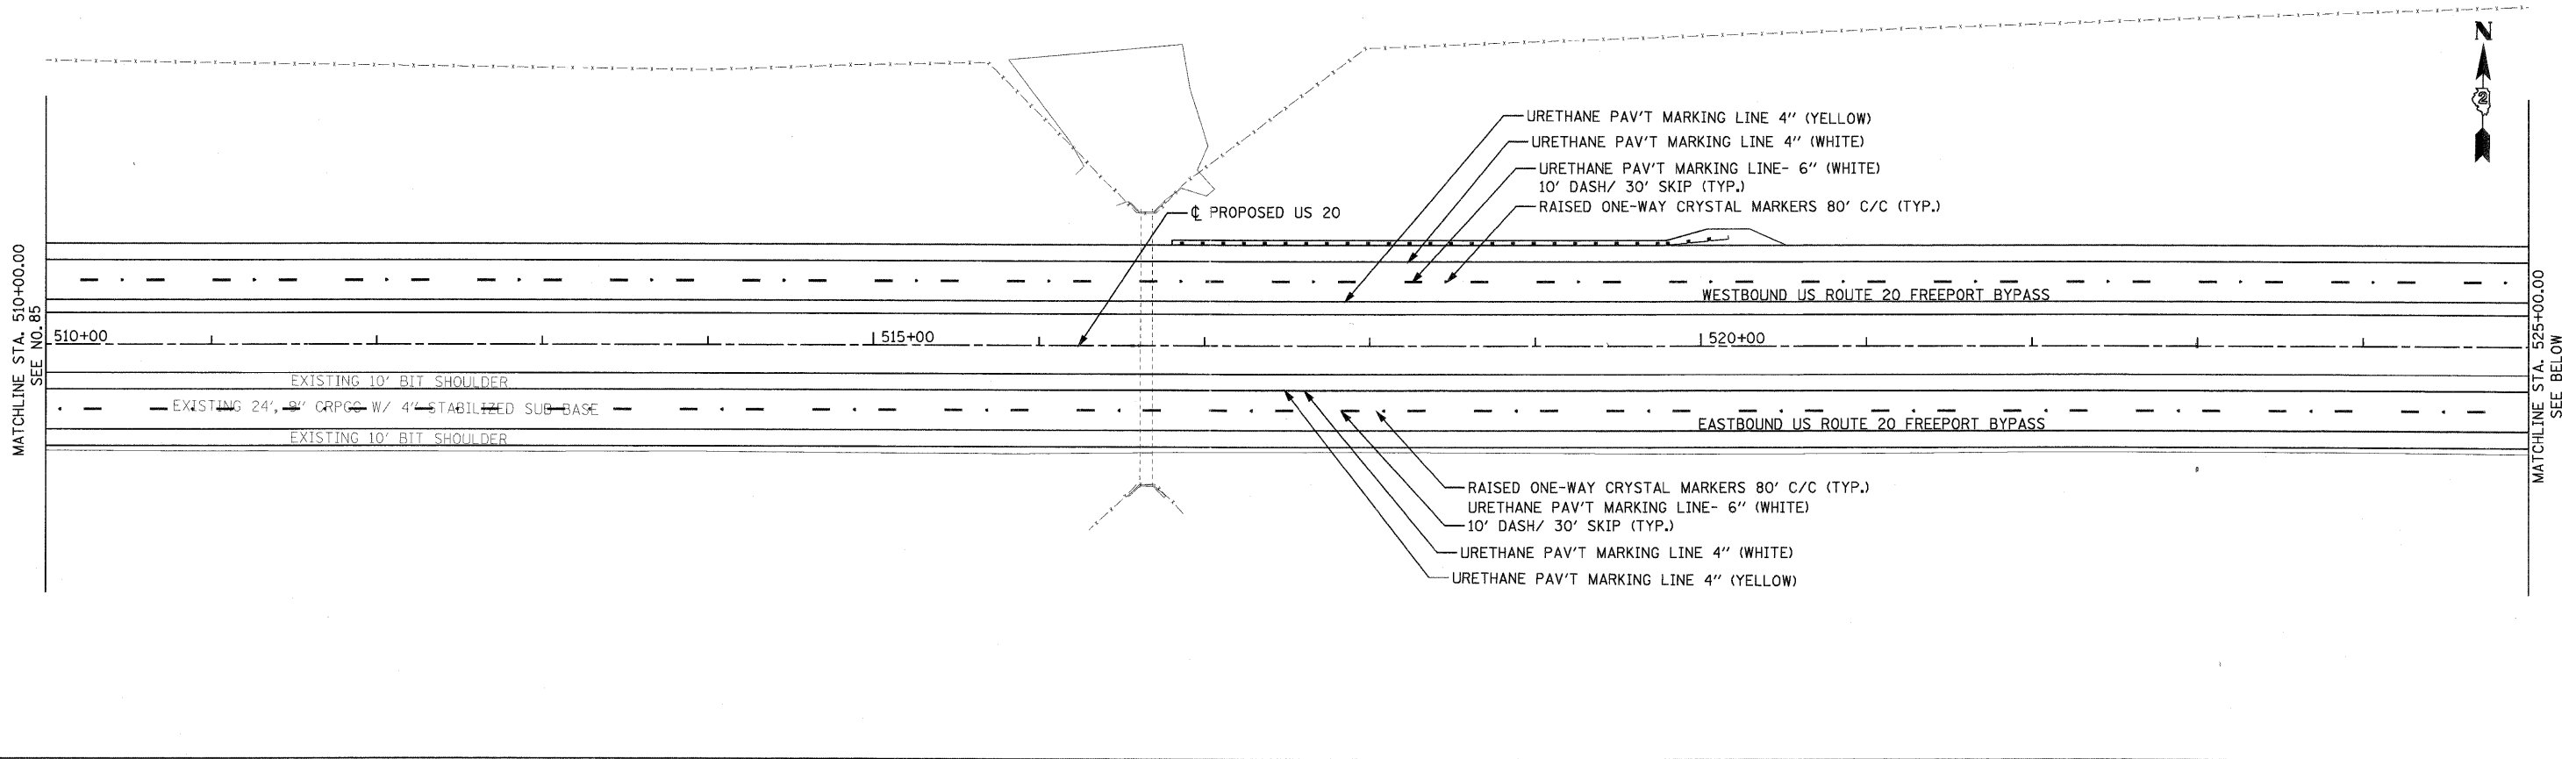 N
2
URETHANE PAV'T MARKING LINE 4" (YELLOW)
URETHANE PAV'T MARKING LINE 4" (WHITE)
URETHANE PAV'T MARKING LINE- 6" (WHITE)
10' DASH/ 30' SKIP (TYP.)
RAISED ONE-WAY CRYSTAL MARKERS 80' C/C (TYP.)
℄ PROPOSED US 20
MATCHLINE STA. 510+00.00
SEE NO. 85
WESTBOUND US ROUTE 20 FREEPORT BYPASS
510+00
515+00
520+00
MATCHLINE STA. 525+00.00
SEE BELOW
EXISTING 10' BIT SHOULDER
EXISTING 24', 9" CRPCC W/ 4" STABILIZED SUB-BASE
EXISTING 10' BIT SHOULDER
EASTBOUND US ROUTE 20 FREEPORT BYPASS
RAISED ONE-WAY CRYSTAL MARKERS 80' C/C (TYP.)
URETHANE PAV'T MARKING LINE- 6" (WHITE)
10' DASH/ 30' SKIP (TYP.)
URETHANE PAV'T MARKING LINE 4" (WHITE)
URETHANE PAV'T MARKING LINE 4" (YELLOW)